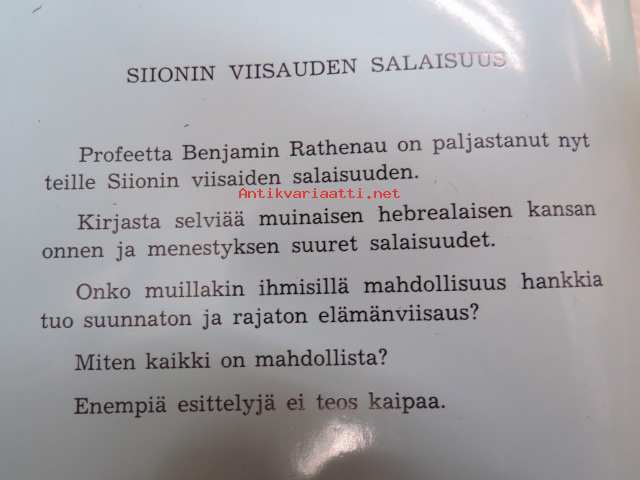 SIIONIN VIISAUDEN SALAISUUS
Profeetta Benjamin Rathenau on paljastanut nyt
teille Siionin viisaiden salaisuuden.
Antikvariaatti.net
Kirjasta selviää muinaisen hebrealaisen kansan
onnen ja menestyksen suuret salaisuudet.
Onko muillakin ihmisillä mahdollisuus hankkia
tuo suunnaton ja rajaton elämänviisaus?
Miten kaikki on mahdollista?
Enempiä esittelyjä ei teos kaipaa.